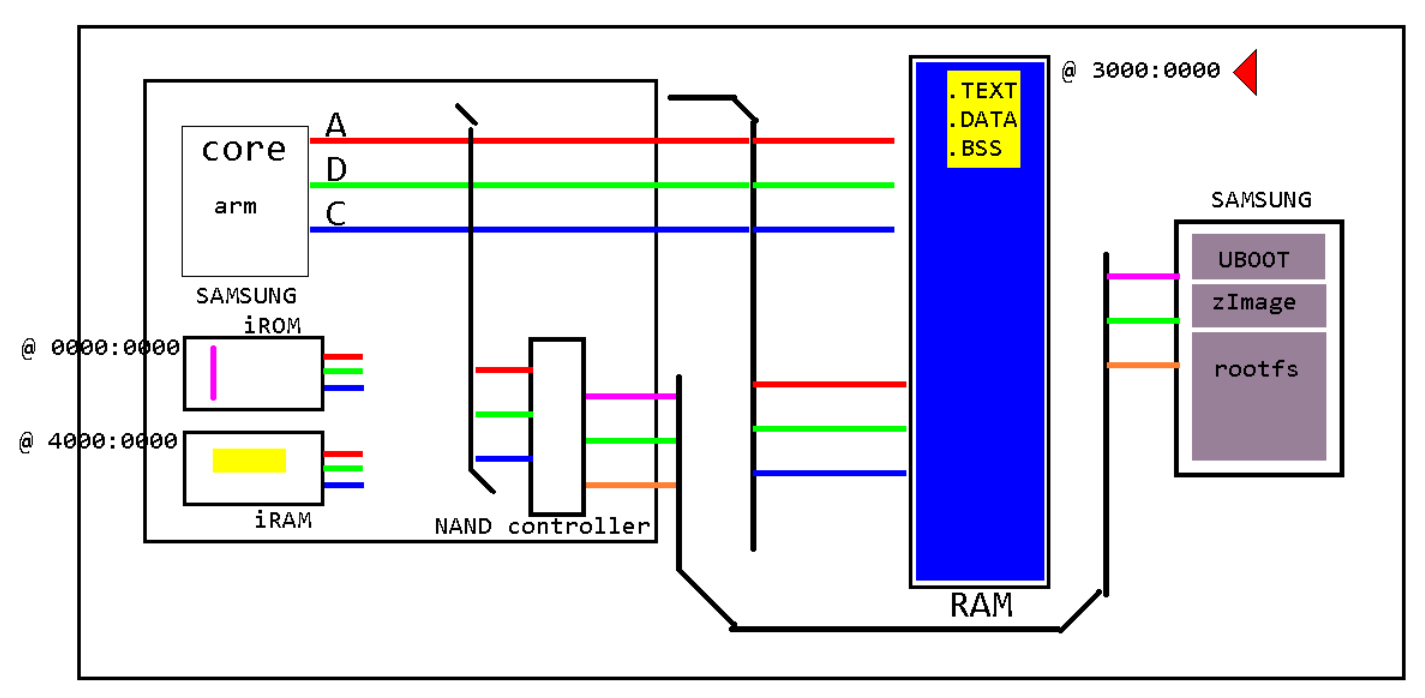 A
core
D
arm
C
SAMSUNG
iROM
@ 0000:0000
@ 4000:0000
iRAM
NAND controller
.TEXT
.DATA
.BSS
RAM
@ 3000:0000
SAMSUNG
UBOOT
zImage
rootfs